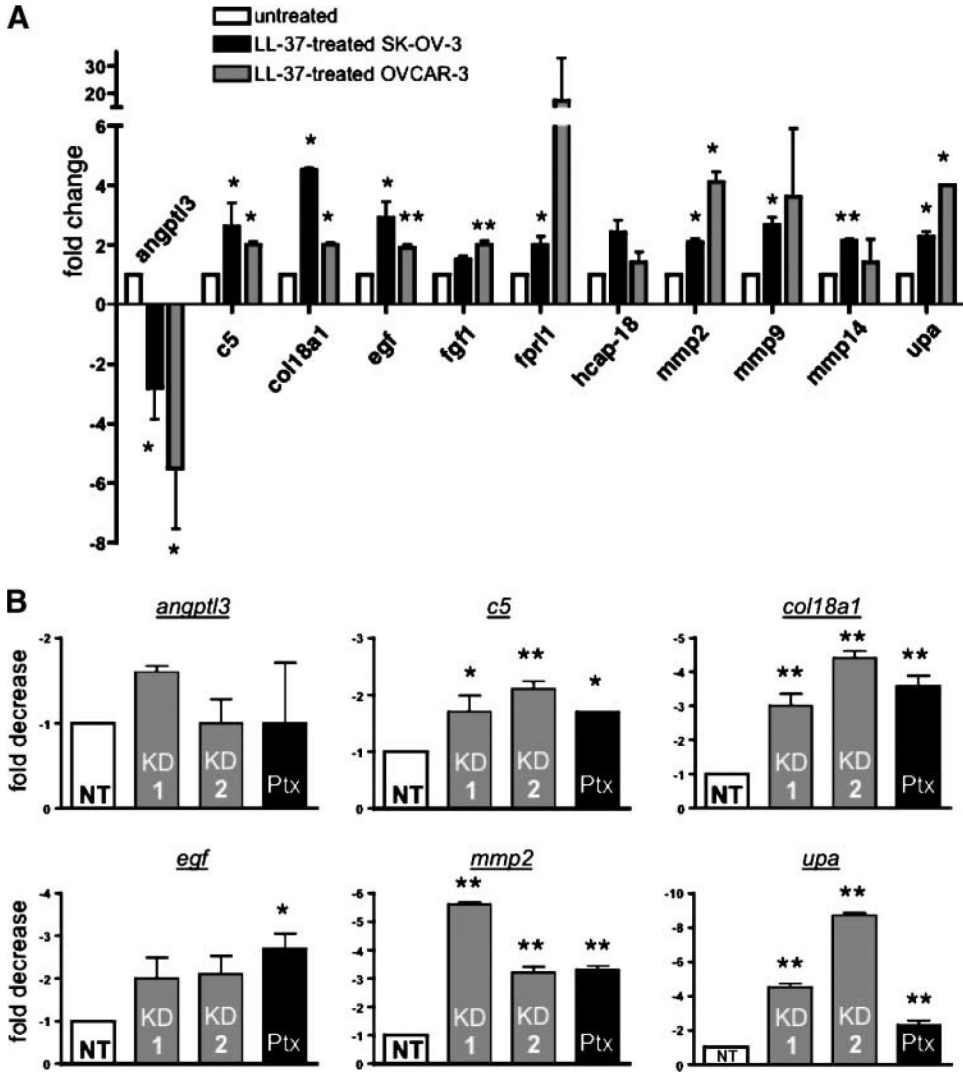 A
untreated
LL-37-treated SK-OV-3
LL-37-treated OVCAR-3
fold change
30
20
6
4
2
0
-2
-4
-6
-8
* * * * * * ** ** * * * * ** * *
angptl3
c5
col18a1
egf
fgf1
fprl1
hcap-18
mmp2
mmp9
mmp14
upa
* *
B
angptl3
fold decrease
-2
-1
0
NT
KD 1
KD 2
Ptx
c5
-3
-2
-1
0
* ** *
NT
KD 1
KD 2
Ptx
col18a1
-5
-4
-3
-2
-1
0
** ** **
NT
KD 1
KD 2
Ptx
egf
fold decrease
-4
-3
-2
-1
0
*
NT
KD 1
KD 2
Ptx
mmp2
-6
-5
-4
-3
-2
-1
0
** ** **
NT
KD 1
KD 2
Ptx
upa
-10
-8
-6
-4
-2
0
** ** **
NT
KD 1
KD 2
Ptx